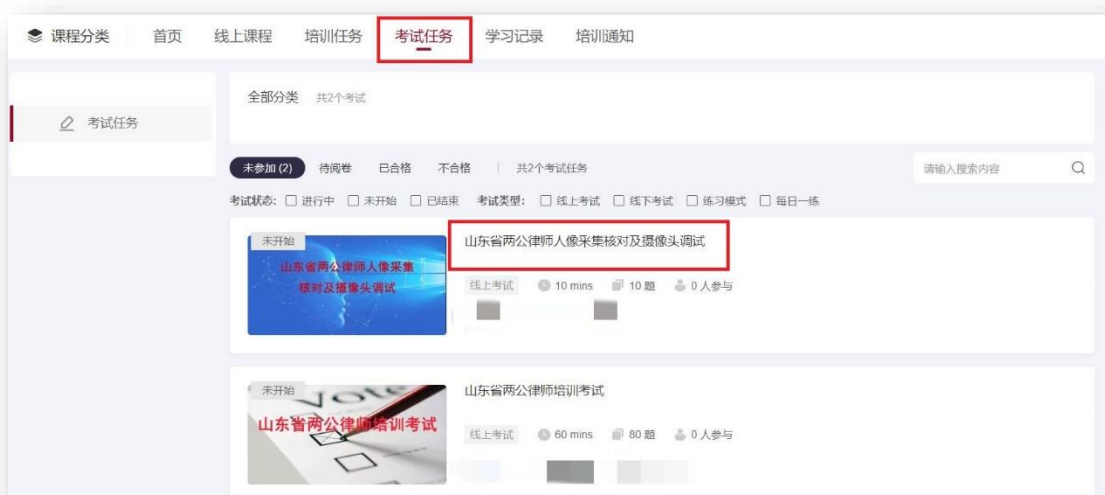 课程分类 首页 线上课程 培训任务 考试任务 学习记录 培训通知
考试任务
全部分类 共2个考试
未参加 (2) 待阅卷 已合格 不合格 | 共2个考试任务 请输入搜索内容
考试状态: 进行中 未开始 已结束 考试类型: 线上考试 线下考试 练习模式 每日一练
未开始
山东省两公律师人像采集
核对及摄像头调试
山东省两公律师人像采集核对及摄像头调试
线上考试 10 mins 10 题 0 人参与
未开始
VOTE
山东省两公律师培训考试
山东省两公律师培训考试
线上考试 60 mins 80 题 0 人参与